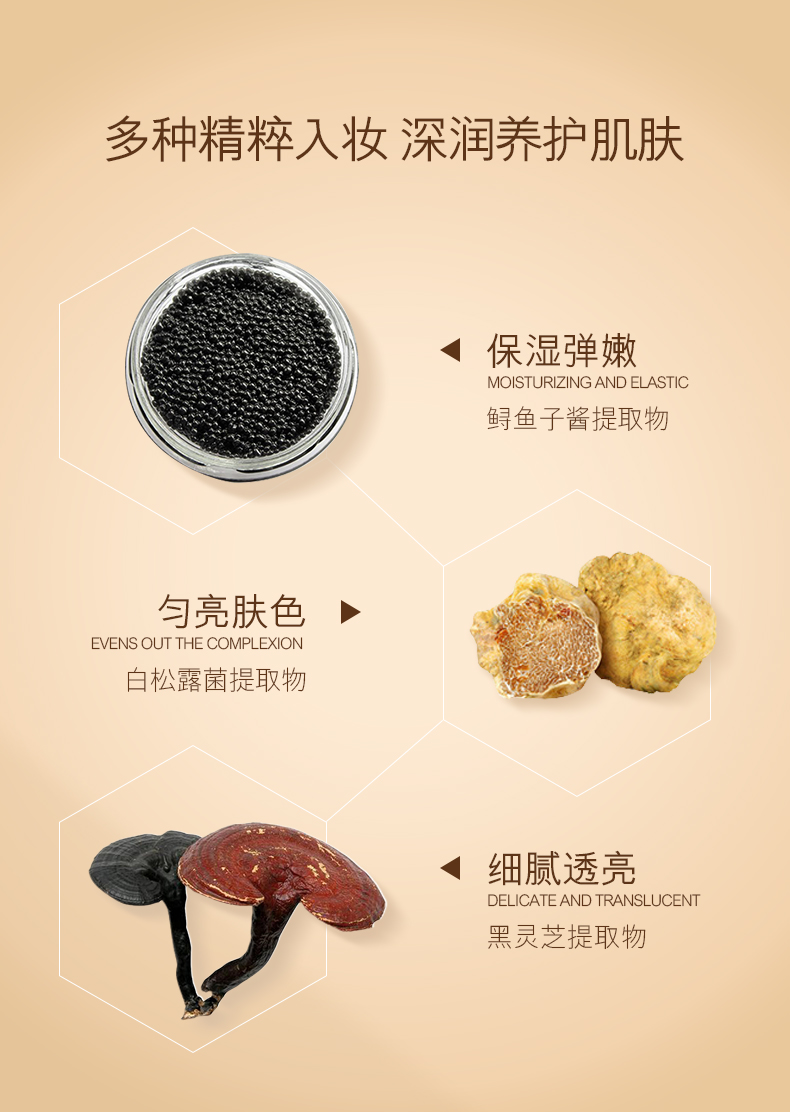 多种精粹入妆 深润养护肌肤
保湿弹嫩
MOISTURIZING AND ELASTIC
鲟鱼子酱提取物
匀亮肤色
EVENS OUT THE COMPLEXION
白松露菌提取物
细腻透亮
DELICATE AND TRANSLUCENT
黑灵芝提取物